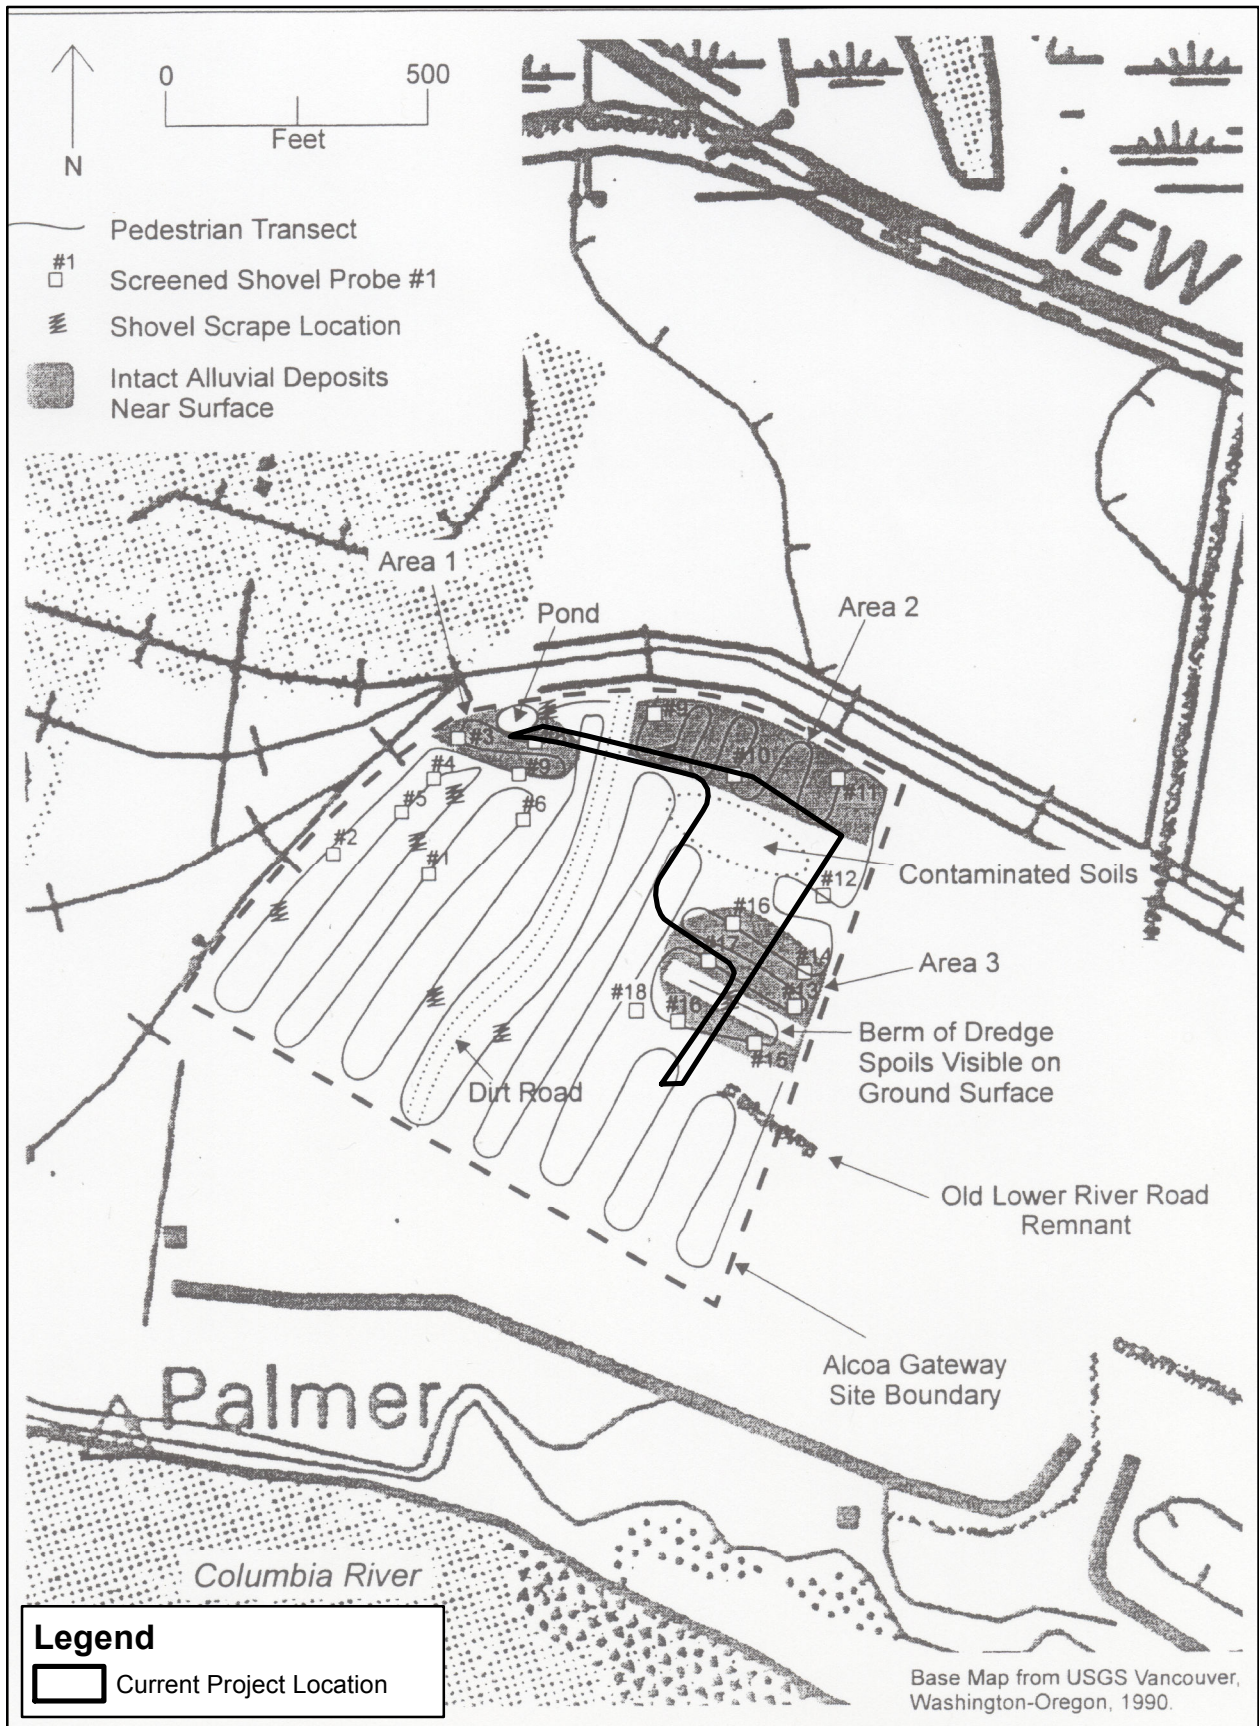 0 500
Feet
N
Pedestrian Transect
#1
Screened Shovel Probe #1
Shovel Scrape Location
Intact Alluvial Deposits
Near Surface
NEW
Area 1
Pond
Area 2
#9
#3
#10
#4
#9
#11
#5
#6
#2
#1
Contaminated Soils
#12
#16
#17
#14
Area 3
#18
#16
#13
#15
Berm of Dredge
Spoils Visible on
Ground Surface
Dirt Road
Old Lower River Road
Remnant
Alcoa Gateway
Site Boundary
Palmer
Columbia River
Legend
Current Project Location
Base Map from USGS Vancouver,
Washington-Oregon, 1990.